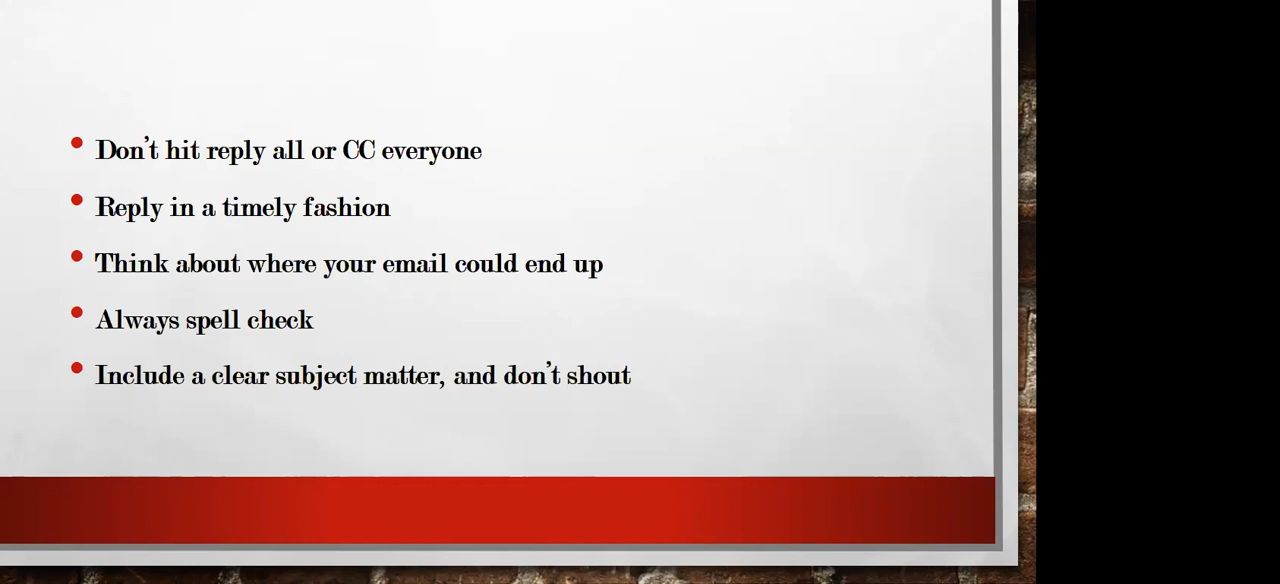 Don't hit reply all or CC everyone
Reply in a timely fashion
Think about where your email could end up
Always spell check
Include a clear subject matter, and don't shout